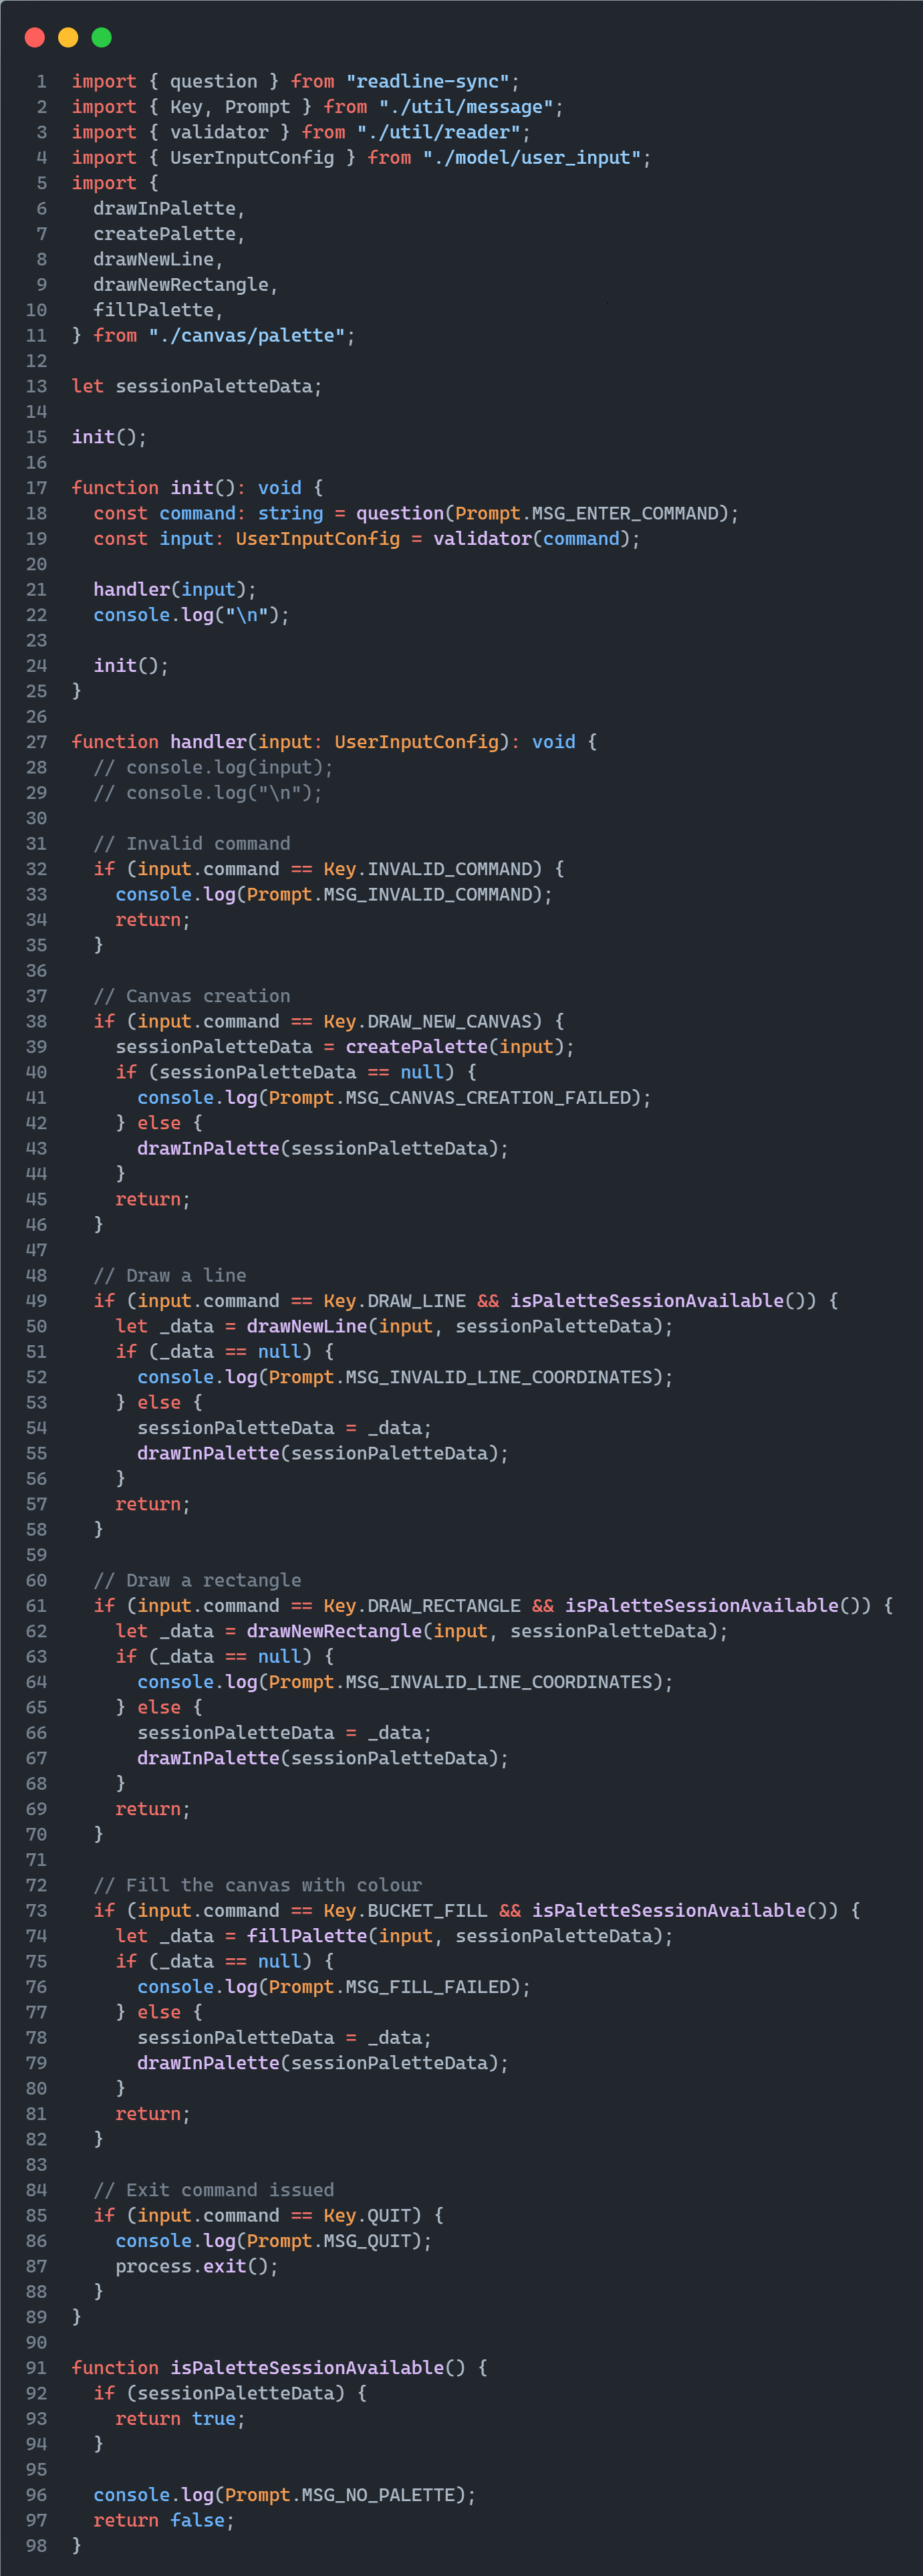 1 import { question } from "readline-sync";
2 import { Key, Prompt } from "./util/message";
3 import { validator } from "./util/reader";
4 import { UserInputConfig } from "./model/user_input";
5 import {
6   drawInPalette,
7   createPalette,
8   drawNewLine,
9   drawNewRectangle,
10   fillPalette,
11 } from "./canvas/palette";
12
13 let sessionPaletteData;
14
15 init();
16
17 function init(): void {
18   const command: string = question(Prompt.MSG_ENTER_COMMAND);
19   const input: UserInputConfig = validator(command);
20
21   handler(input);
22   console.log("\n");
23
24   init();
25 }
26
27 function handler(input: UserInputConfig): void {
28   // console.log(input);
29   // console.log("\n");
30
31   // Invalid command
32   if (input.command == Key.INVALID_COMMAND) {
33     console.log(Prompt.MSG_INVALID_COMMAND);
34     return;
35   }
36
37   // Canvas creation
38   if (input.command == Key.DRAW_NEW_CANVAS) {
39     sessionPaletteData = createPalette(input);
40     if (sessionPaletteData == null) {
41       console.log(Prompt.MSG_CANVAS_CREATION_FAILED);
42     } else {
43       drawInPalette(sessionPaletteData);
44     }
45     return;
46   }
47
48   // Draw a line
49   if (input.command == Key.DRAW_LINE && isPaletteSessionAvailable()) {
50     let _data = drawNewLine(input, sessionPaletteData);
51     if (_data == null) {
52       console.log(Prompt.MSG_INVALID_LINE_COORDINATES);
53     } else {
54       sessionPaletteData = _data;
55       drawInPalette(sessionPaletteData);
56     }
57     return;
58   }
59
60   // Draw a rectangle
61   if (input.command == Key.DRAW_RECTANGLE && isPaletteSessionAvailable()) {
62     let _data = drawNewRectangle(input, sessionPaletteData);
63     if (_data == null) {
64       console.log(Prompt.MSG_INVALID_LINE_COORDINATES);
65     } else {
66       sessionPaletteData = _data;
67       drawInPalette(sessionPaletteData);
68     }
69     return;
70   }
71
72   // Fill the canvas with colour
73   if (input.command == Key.BUCKET_FILL && isPaletteSessionAvailable()) {
74     let _data = fillPalette(input, sessionPaletteData);
75     if (_data == null) {
76       console.log(Prompt.MSG_FILL_FAILED);
77     } else {
78       sessionPaletteData = _data;
79       drawInPalette(sessionPaletteData);
80     }
81     return;
82   }
83
84   // Exit command issued
85   if (input.command == Key.QUIT) {
86     console.log(Prompt.MSG_QUIT);
87     process.exit();
88   }
89 }
90
91 function isPaletteSessionAvailable() {
92   if (sessionPaletteData) {
93     return true;
94   }
95
96   console.log(Prompt.MSG_NO_PALETTE);
97   return false;
98 }